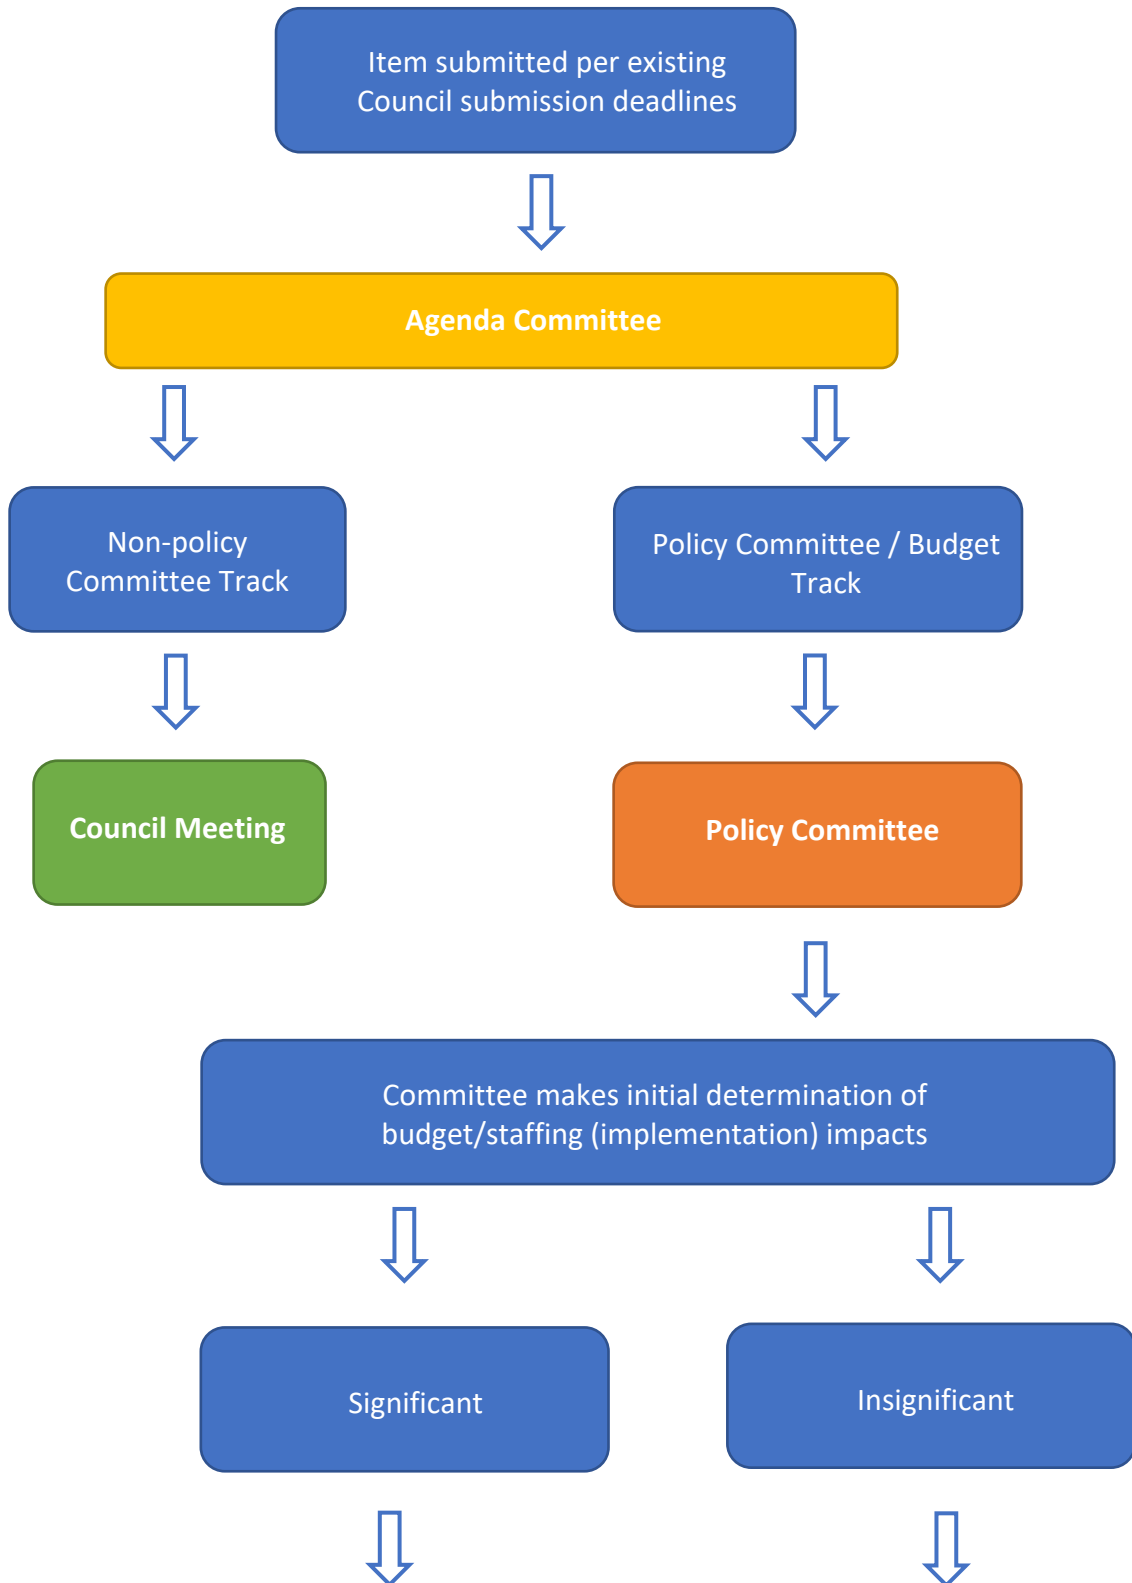 Item submitted per existing
Council submission deadlines
Agenda Committee
Non-policy
Committee Track
Policy Committee / Budget
Track
Council Meeting
Policy Committee
Committee makes initial determination of
budget/staffing (implementation) impacts
Significant
Insignificant